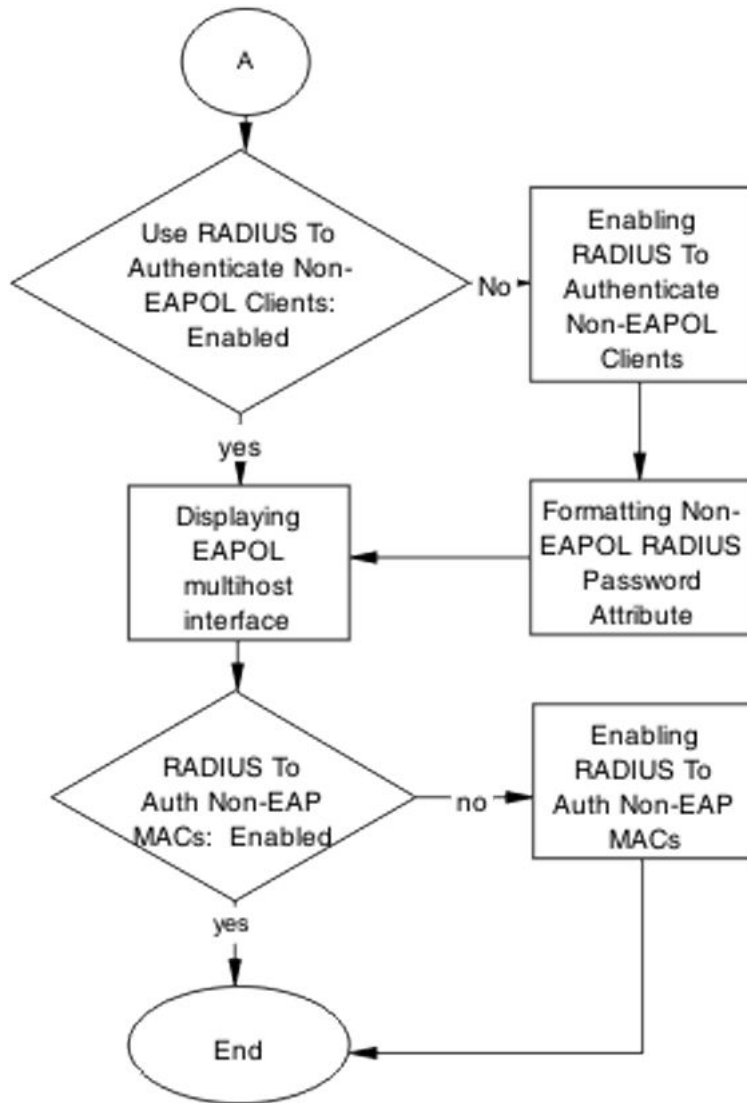 A
Use RADIUS To
Authenticate Non-
EAPOL Clients:
Enabled
No
Enabling
RADIUS To
Authenticate
Non-EAPOL
Clients
yes
Displaying
EAPOL
multihost
interface
Formatting Non-
EAPOL RADIUS
Password
Attribute
RADIUS To
Auth Non-EAP
MACs: Enabled
no
Enabling
RADIUS To
Auth Non-EAP
MACs
yes
End